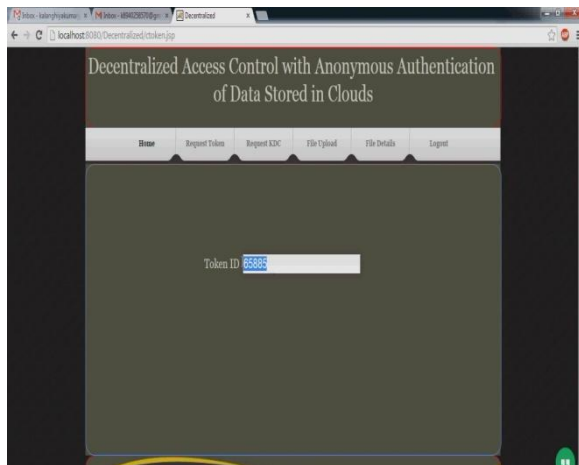 Decentralized
localhost:8080/Decentralized/ctoken.jsp
Decentralized Access Control with Anonymous Authentication
of Data Stored in Clouds
Home Request Token Request KDC File Upload File Details Logout
Token ID 65885